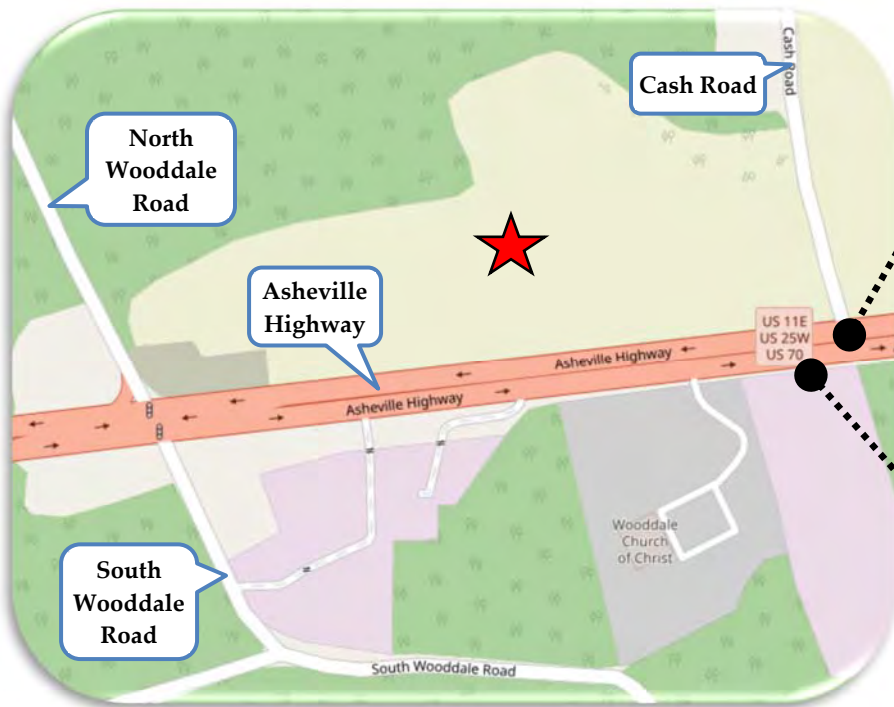 Cash Road
Cash Road
North
Wooddale
Road
Asheville
Highway
US 11E
US 25W
US 70
Asheville Highway
Asheville Highway
Wooddale
Church
of Christ
South
Wooddale
Road
South Wooddale Road